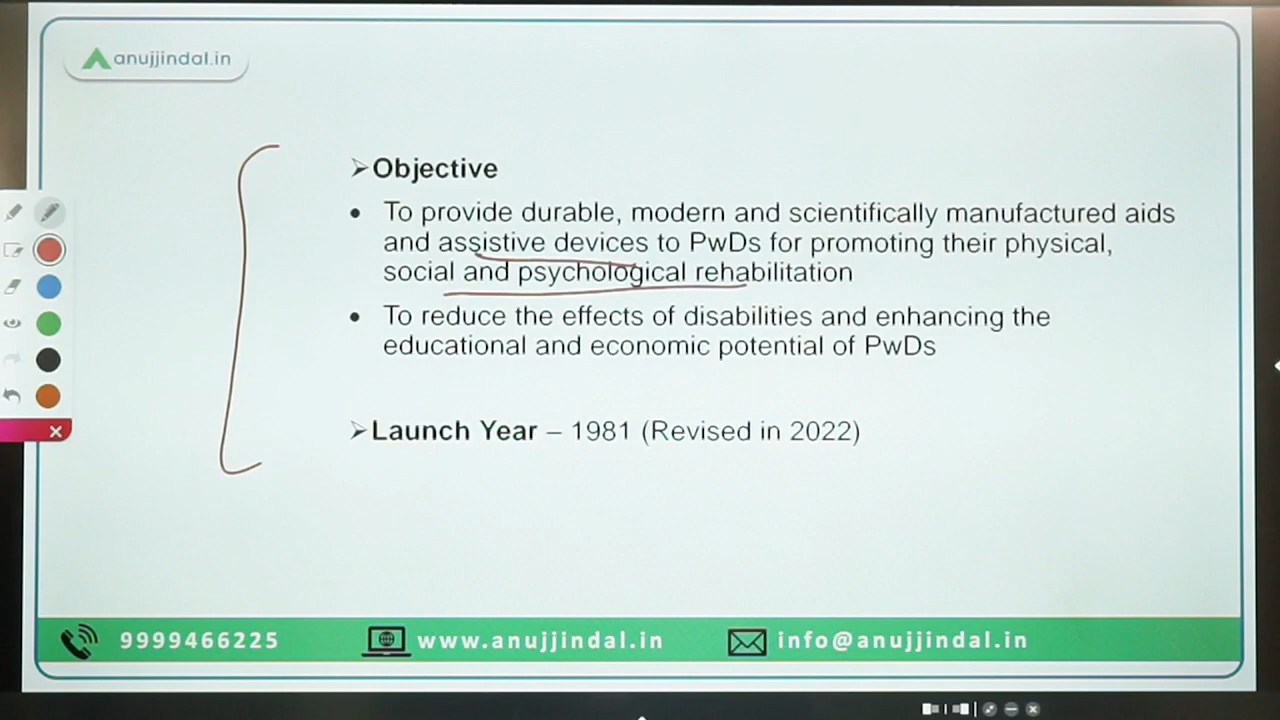 anujjindal.in
➢Objective
• To provide durable, modern and scientifically manufactured aids
and assistive devices to PwDs for promoting their physical,
social and psychological rehabilitation
• To reduce the effects of disabilities and enhancing the
educational and economic potential of PwDs
➢Launch Year – 1981 (Revised in 2022)
9999466225 www.anujjindal.in info@anujjindal.in